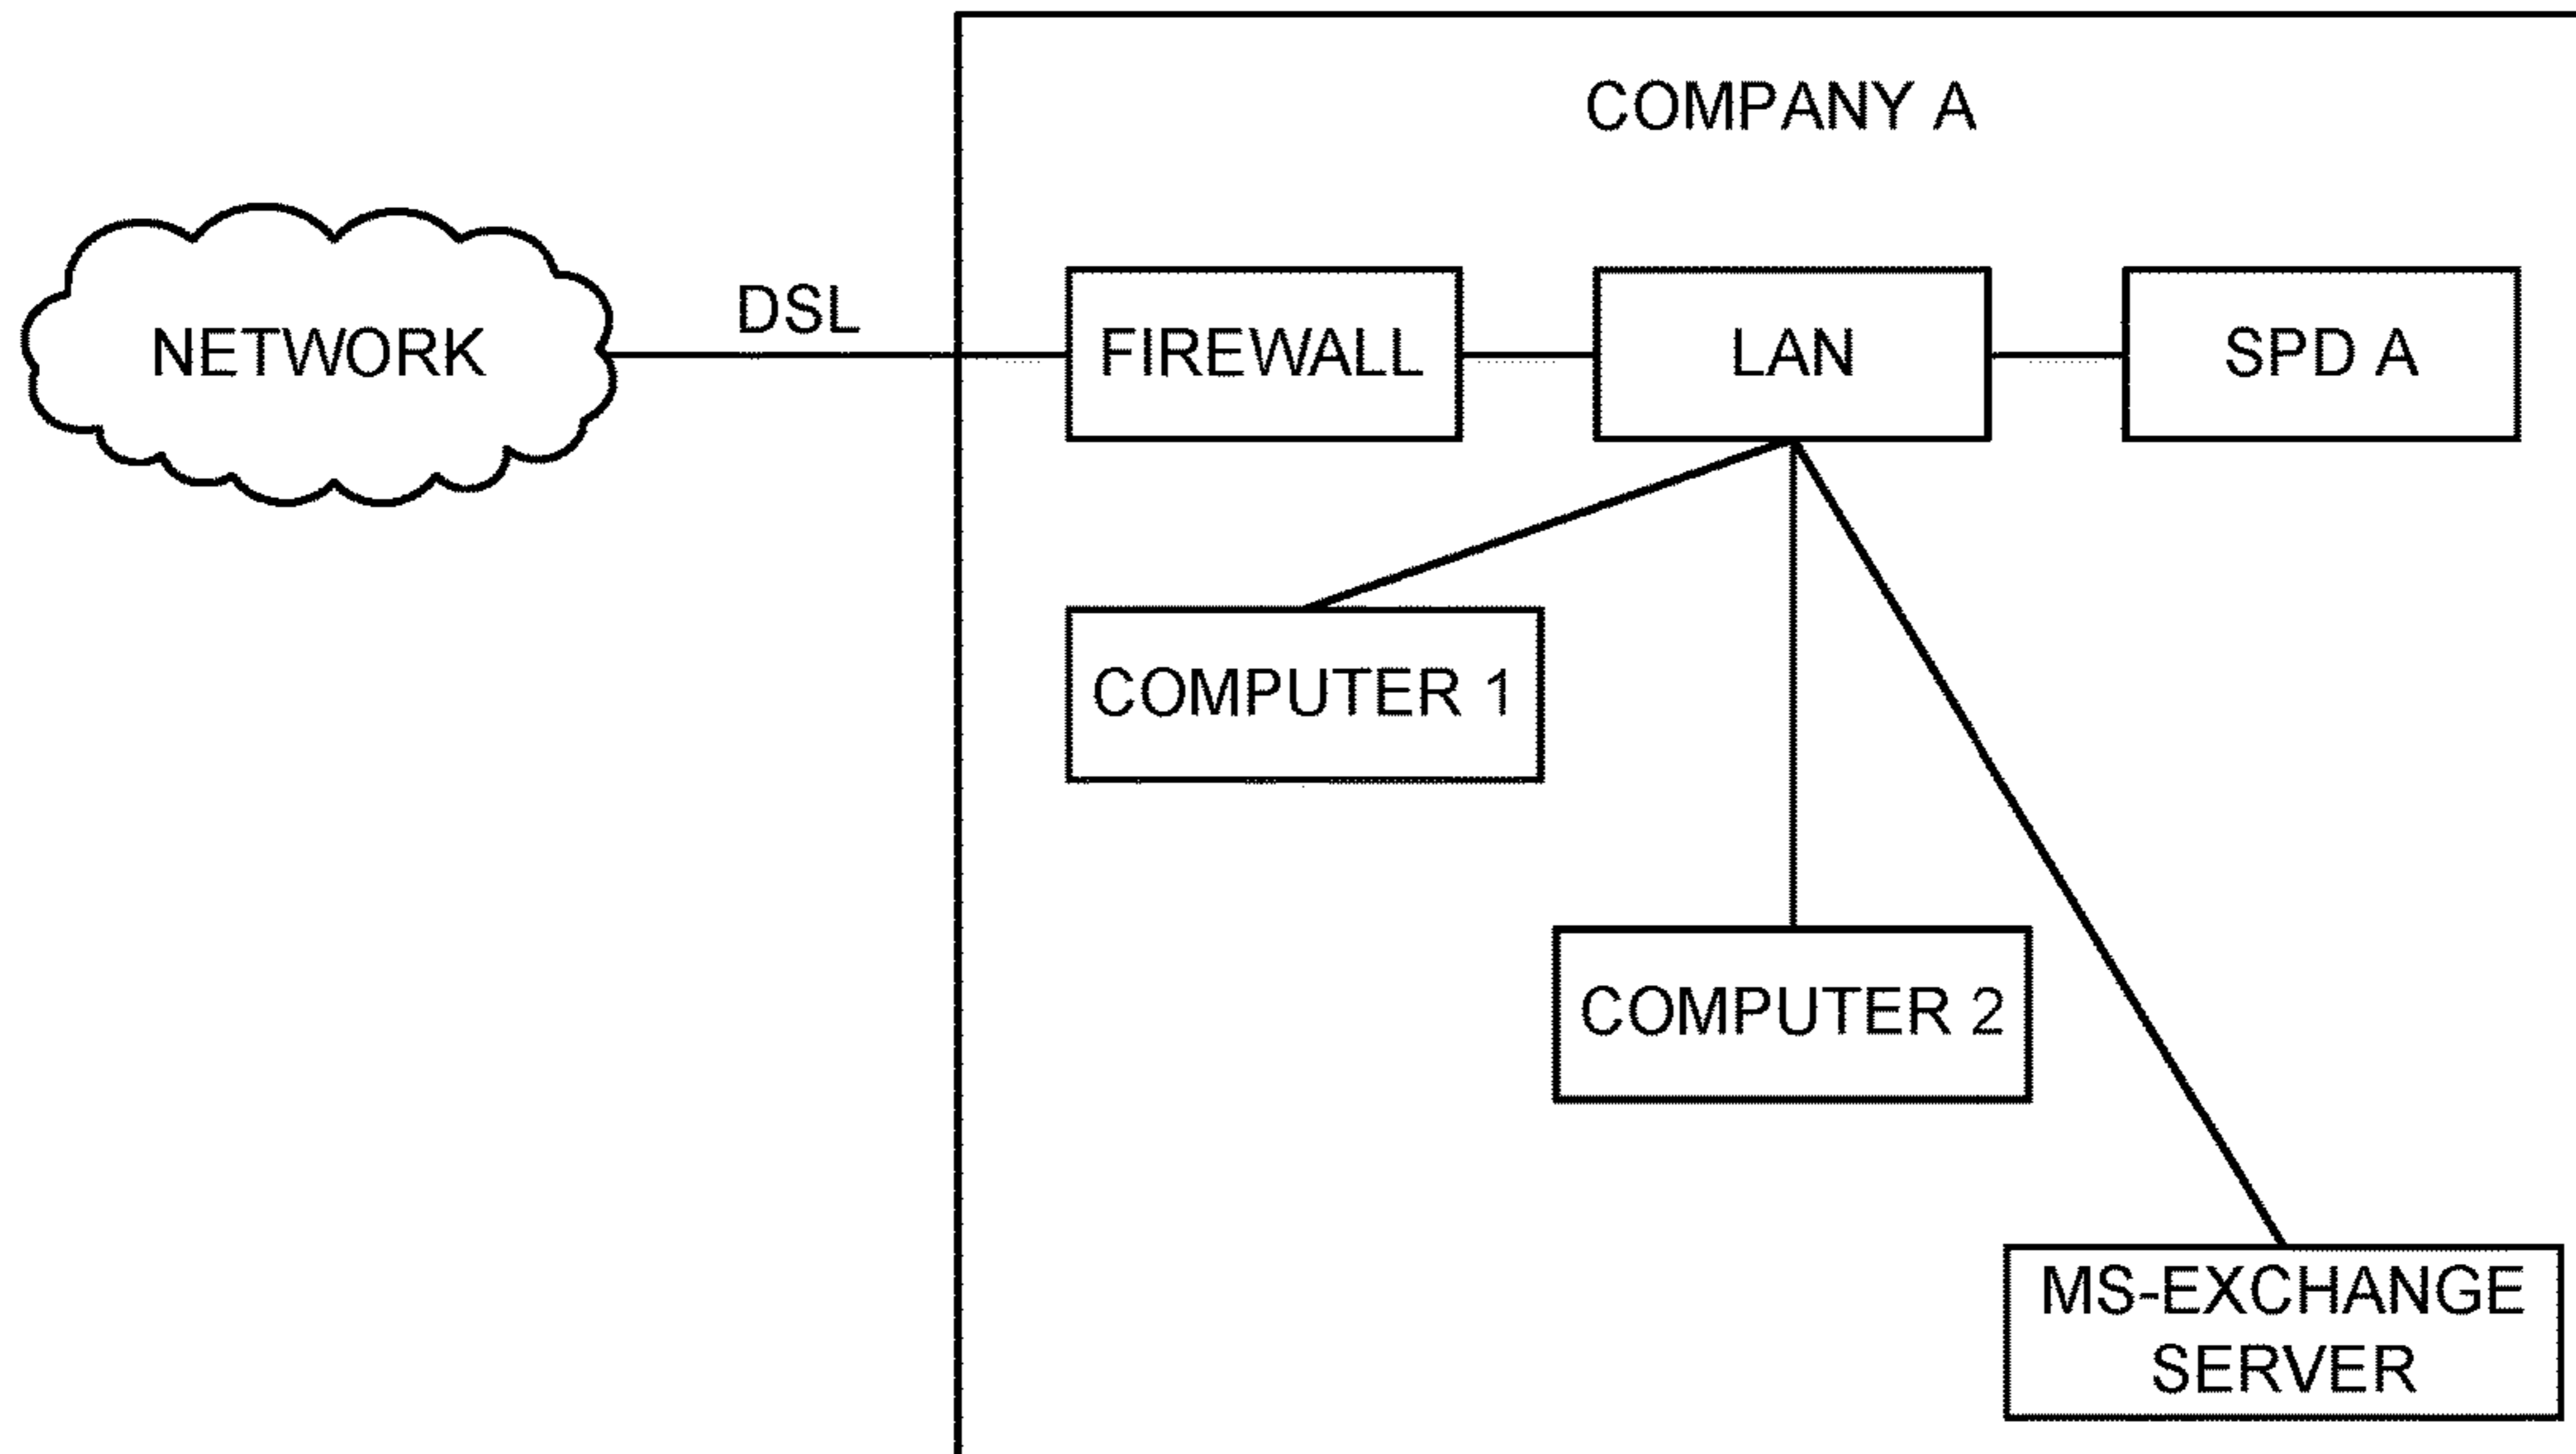 COMPANY A
NETWORK
DSL
FIREWALL
LAN
SPD A
COMPUTER 1
COMPUTER 2
MS-EXCHANGE
SERVER